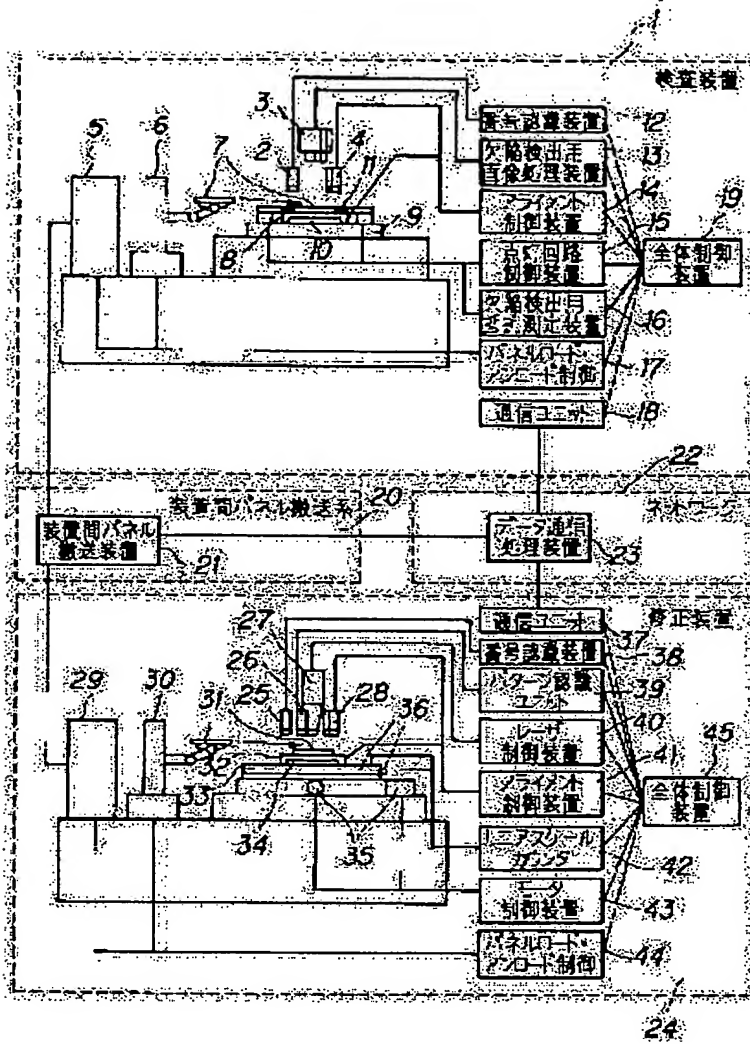 1
検査装置
3
5
6
2
4
7
11
番号認識装置
12
欠陥検出用
画像処理装置
13
アライメント
制御装置
14
8
10
9
点灯回路
制御装置
15
全体制御
装置
19
欠陥検出用
測定装置
16
パネルロード
アンロード制御
17
通信ユニット
18
22
装置間パネル搬送系
20
ネットワーク
装置間パネル
搬送装置
21
データ通信
処理装置
23
通信ユニット
37
修正装置
27
26
25
28
番号認識装置
38
29
30
31
36
パターン認識
ユニット
39
レーザ
制御装置
40
32
33
34
35
アライメント
制御装置
41
全体制御
装置
45
リニアスケール
カウンタ
42
モータ
制御装置
43
パネルロード
アンロード制御
44
24